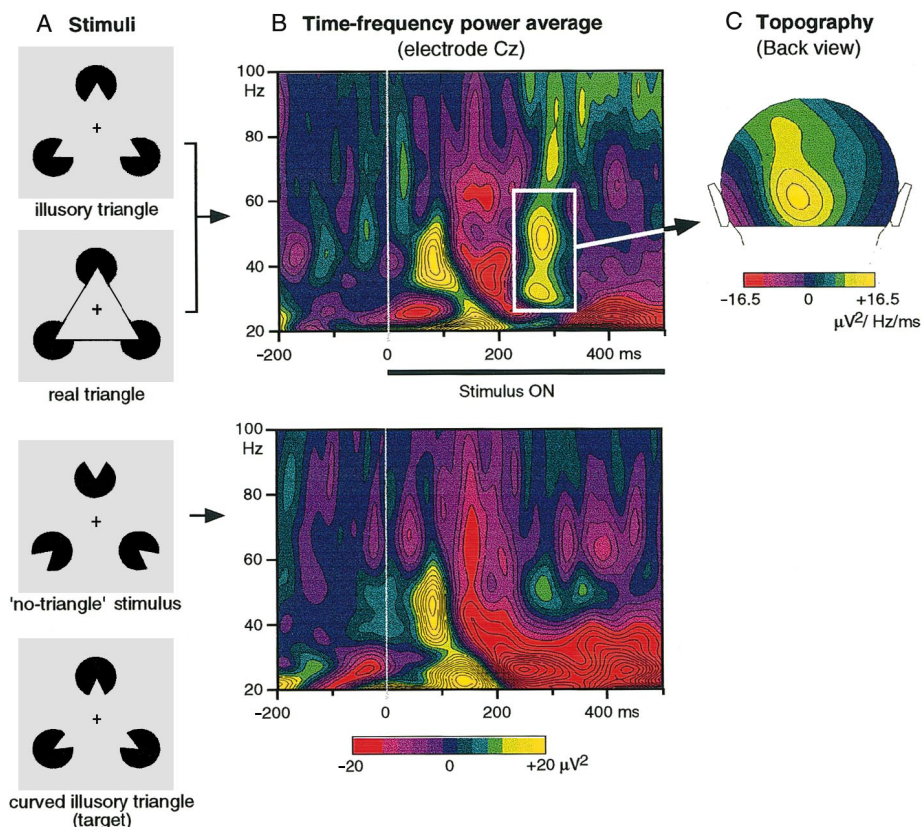 A Stimuli
illusory triangle
real triangle
'no-triangle' stimulus
curved illusory triangle
(target)
B Time-frequency power average
(electrode Cz)
100
Hz
80
60
40
20
-200 0 200 400 ms
Stimulus ON
100
Hz
80
60
40
20
-200 0 200 400 ms
-20 0 +20 µV²
C Topography
(Back view)
-16.5 0 +16.5
µV²/ Hz/ms